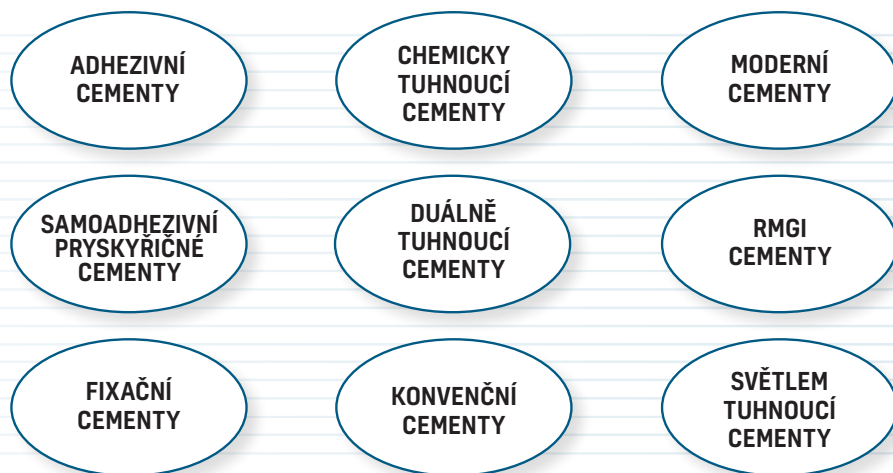 ADHEZIVNÍ
CEMENTY
CHEMICKY
TUHNOUCÍ
CEMENTY
MODERNÍ
CEMENTY
SAMOADHEZIVNÍ
PRYSKYŘIČNÉ
CEMENTY
DUÁLNĚ
TUHNOUCÍ
CEMENTY
RMGI
CEMENTY
FIXAČNÍ
CEMENTY
KONVENČNÍ
CEMENTY
SVĚTLEM
TUHNOUCÍ
CEMENTY